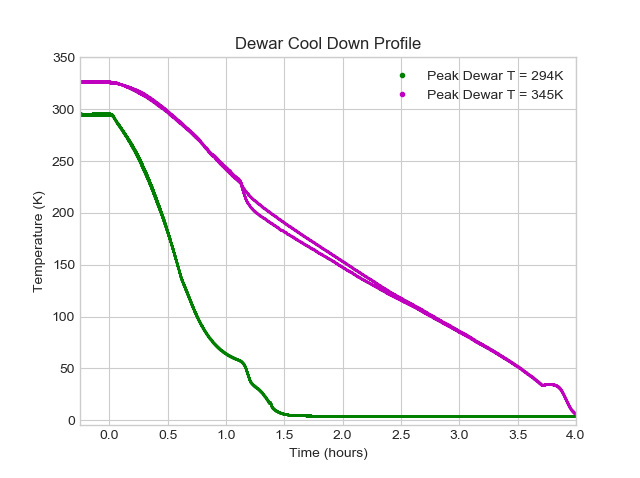 Dewar Cool Down Profile
Peak Dewar T = 294K
Peak Dewar T = 345K
Temperature (K)
350
300
250
200
150
100
50
0
0.0 0.5 1.0 1.5 2.0 2.5 3.0 3.5 4.0
Time (hours)